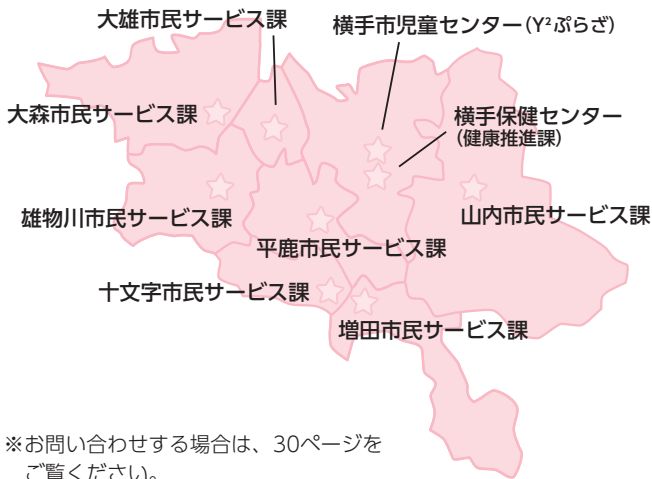 大雄市民サービス課
横手市児童センター(Y²ぷらざ)
大森市民サービス課
横手保健センター
(健康推進課)
雄物川市民サービス課
山内市民サービス課
平鹿市民サービス課
十文字市民サービス課
増田市民サービス課
※お問い合わせする場合は、30ページを
ご覧ください。